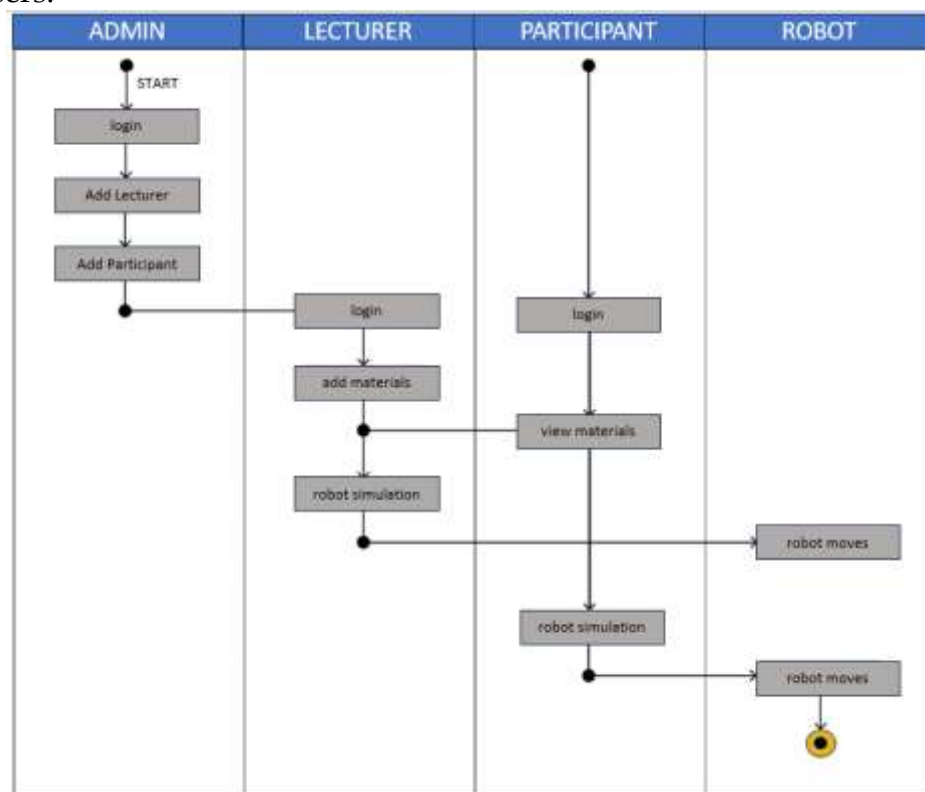 ADMIN LECTURER PARTICIPANT ROBOT
START
login
Add Lecturer
Add Participant
login login
add materials
view materials
robot simulation
robot moves
robot simulation
robot moves